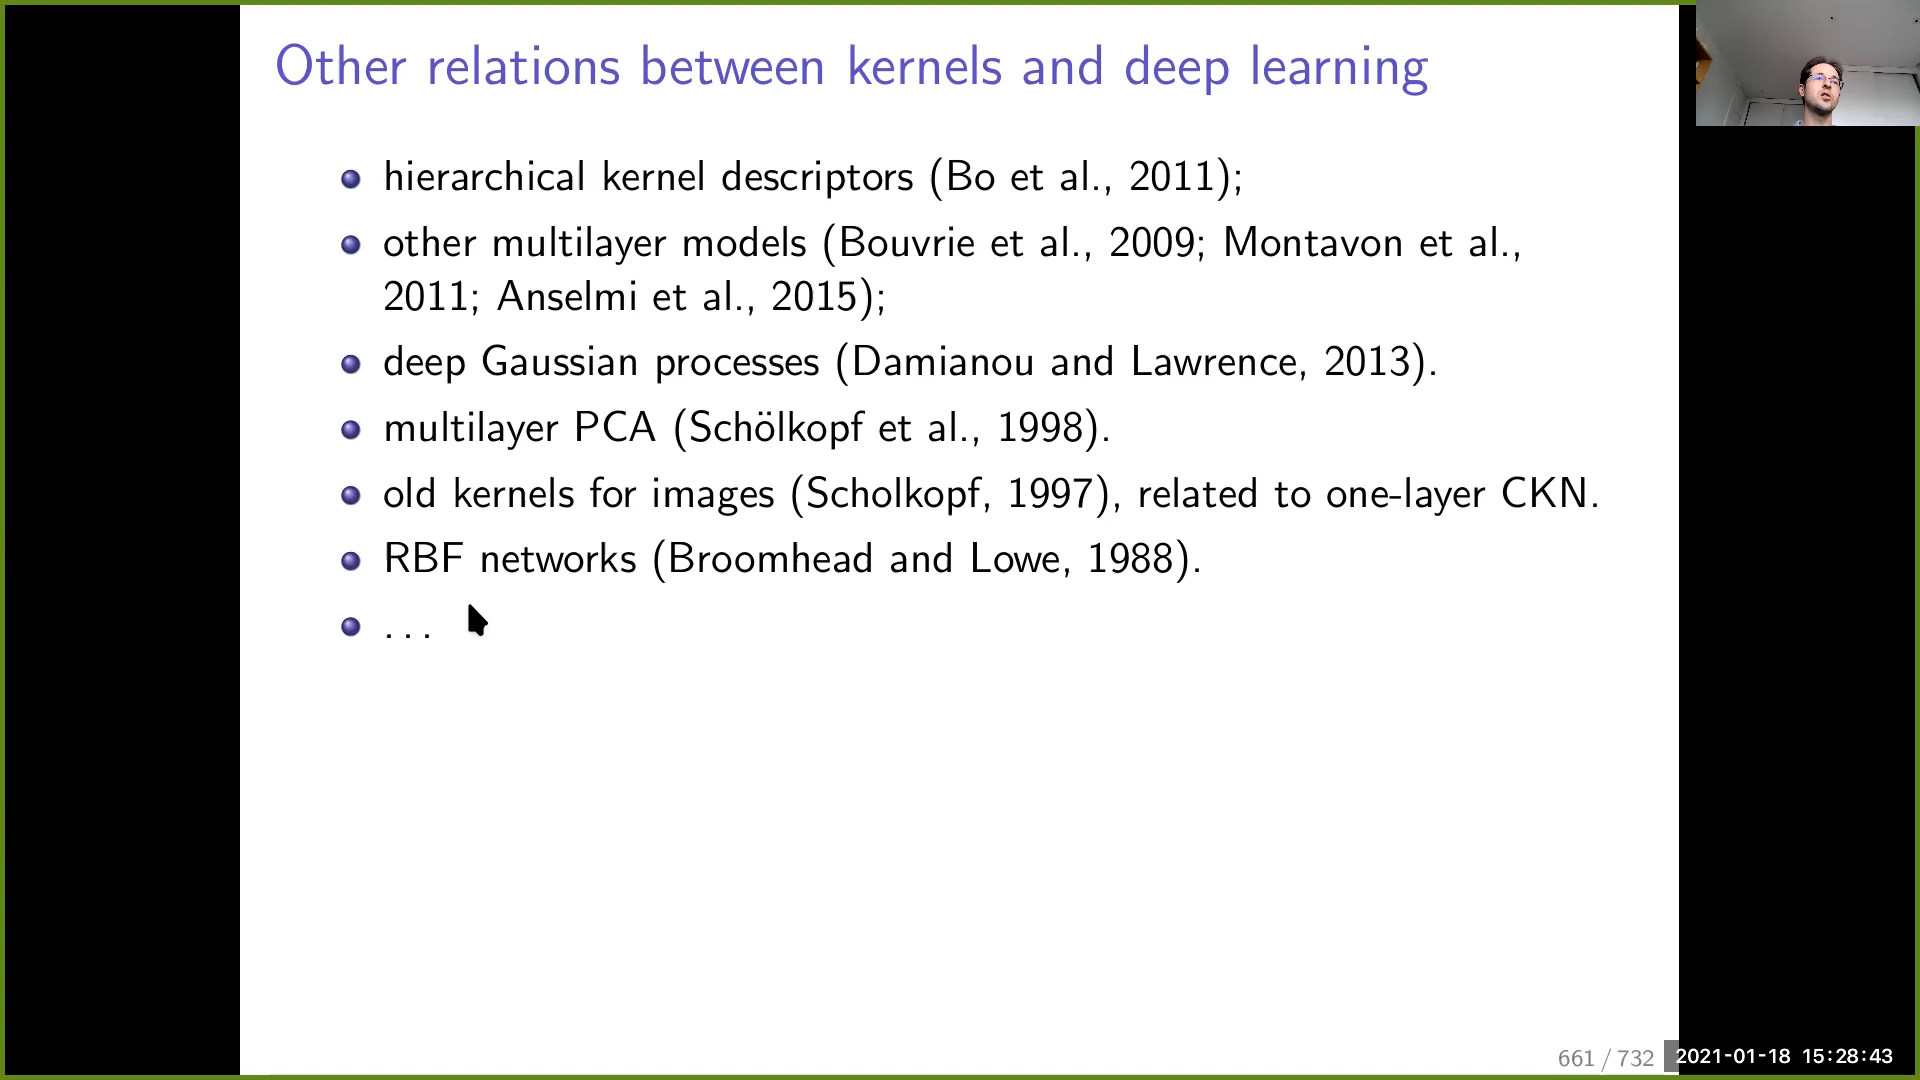 Other relations between kernels and deep learning
hierarchical kernel descriptors (Bo et al., 2011);
other multilayer models (Bouvrie et al., 2009; Montavon et al.,
2011; Anselmi et al., 2015);
deep Gaussian processes (Damianou and Lawrence, 2013).
multilayer PCA (Schölkopf et al., 1998).
old kernels for images (Scholkopf, 1997), related to one-layer CKN.
RBF networks (Broomhead and Lowe, 1988).
...
661 / 732
2021-01-18 15:28:43